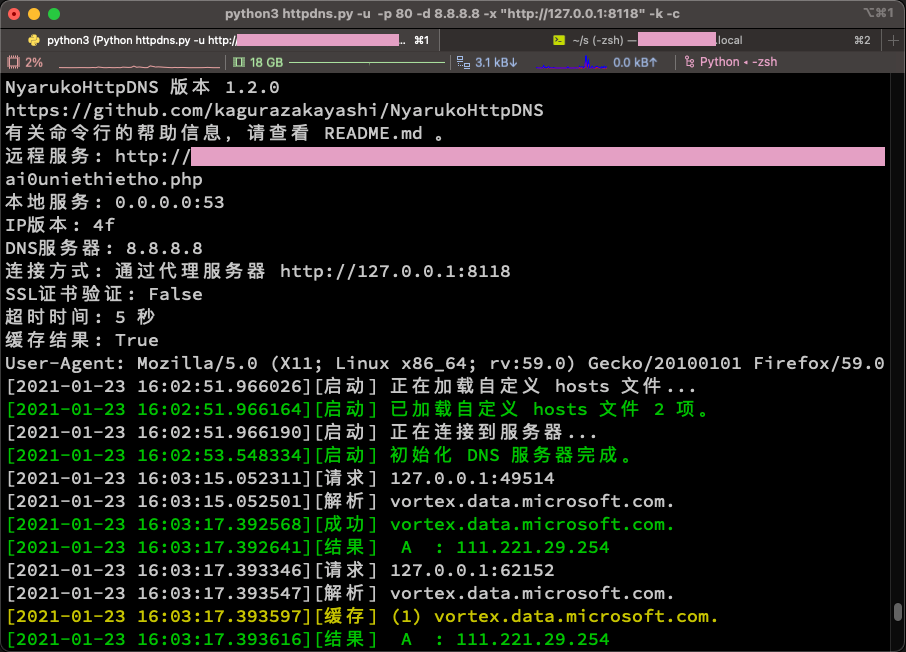 python3 httpdns.py -u -p 80 -d 8.8.8.8 -x "http://127.0.0.1:8118" -k -c
⌥⌘1
python3 (Python httpdns.py -u http:// ... ⌘1
~/s (-zsh) — .local ⌘2
2% 18 GB 3.1 kB↓ 0.0 kB↑ Python ◂ -zsh
NyarukoHttpDNS 版本 1.2.0
https://github.com/kagurazakayashi/NyarukoHttpDNS
有关命令行的帮助信息, 请查看 README.md 。
远程服务: http://
ai0uniethietho.php
本地服务: 0.0.0.0:53
IP版本: 4f
DNS服务器: 8.8.8.8
连接方式: 通过代理服务器 http://127.0.0.1:8118
SSL证书验证: False
超时时间: 5 秒
缓存结果: True
User-Agent: Mozilla/5.0 (X11; Linux x86_64; rv:59.0) Gecko/20100101 Firefox/59.0
[2021-01-23 16:02:51.966026][启动] 正在加载自定义 hosts 文件...
[2021-01-23 16:02:51.966164][启动] 已加载自定义 hosts 文件 2 项。
[2021-01-23 16:02:51.966190][启动] 正在连接到服务器...
[2021-01-23 16:02:53.548334][启动] 初始化 DNS 服务器完成。
[2021-01-23 16:03:15.052311][请求] 127.0.0.1:49514
[2021-01-23 16:03:15.052501][解析] vortex.data.microsoft.com.
[2021-01-23 16:03:17.392568][成功] vortex.data.microsoft.com.
[2021-01-23 16:03:17.392641][结果] A : 111.221.29.254
[2021-01-23 16:03:17.393346][请求] 127.0.0.1:62152
[2021-01-23 16:03:17.393547][解析] vortex.data.microsoft.com.
[2021-01-23 16:03:17.393597][缓存] (1) vortex.data.microsoft.com.
[2021-01-23 16:03:17.393616][结果] A : 111.221.29.254